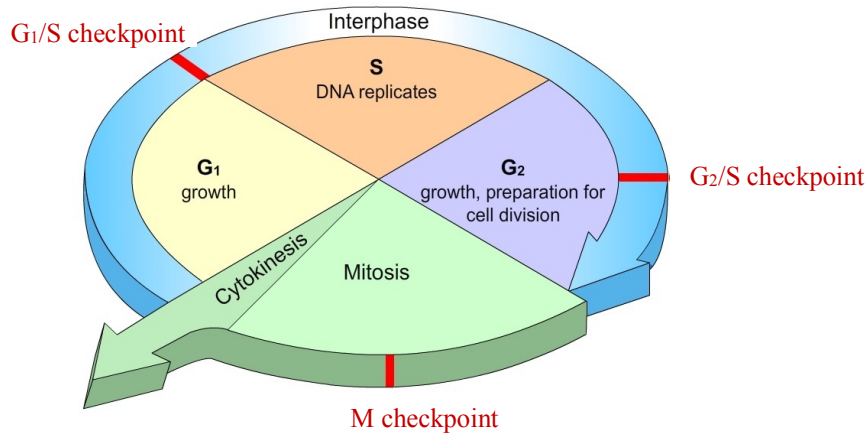 Interphase
G₁/S checkpoint
S
DNA replicates
G₁
growth
G₂
growth, preparation for
cell division
G₂/S checkpoint
Cytokinesis
Mitosis
M checkpoint